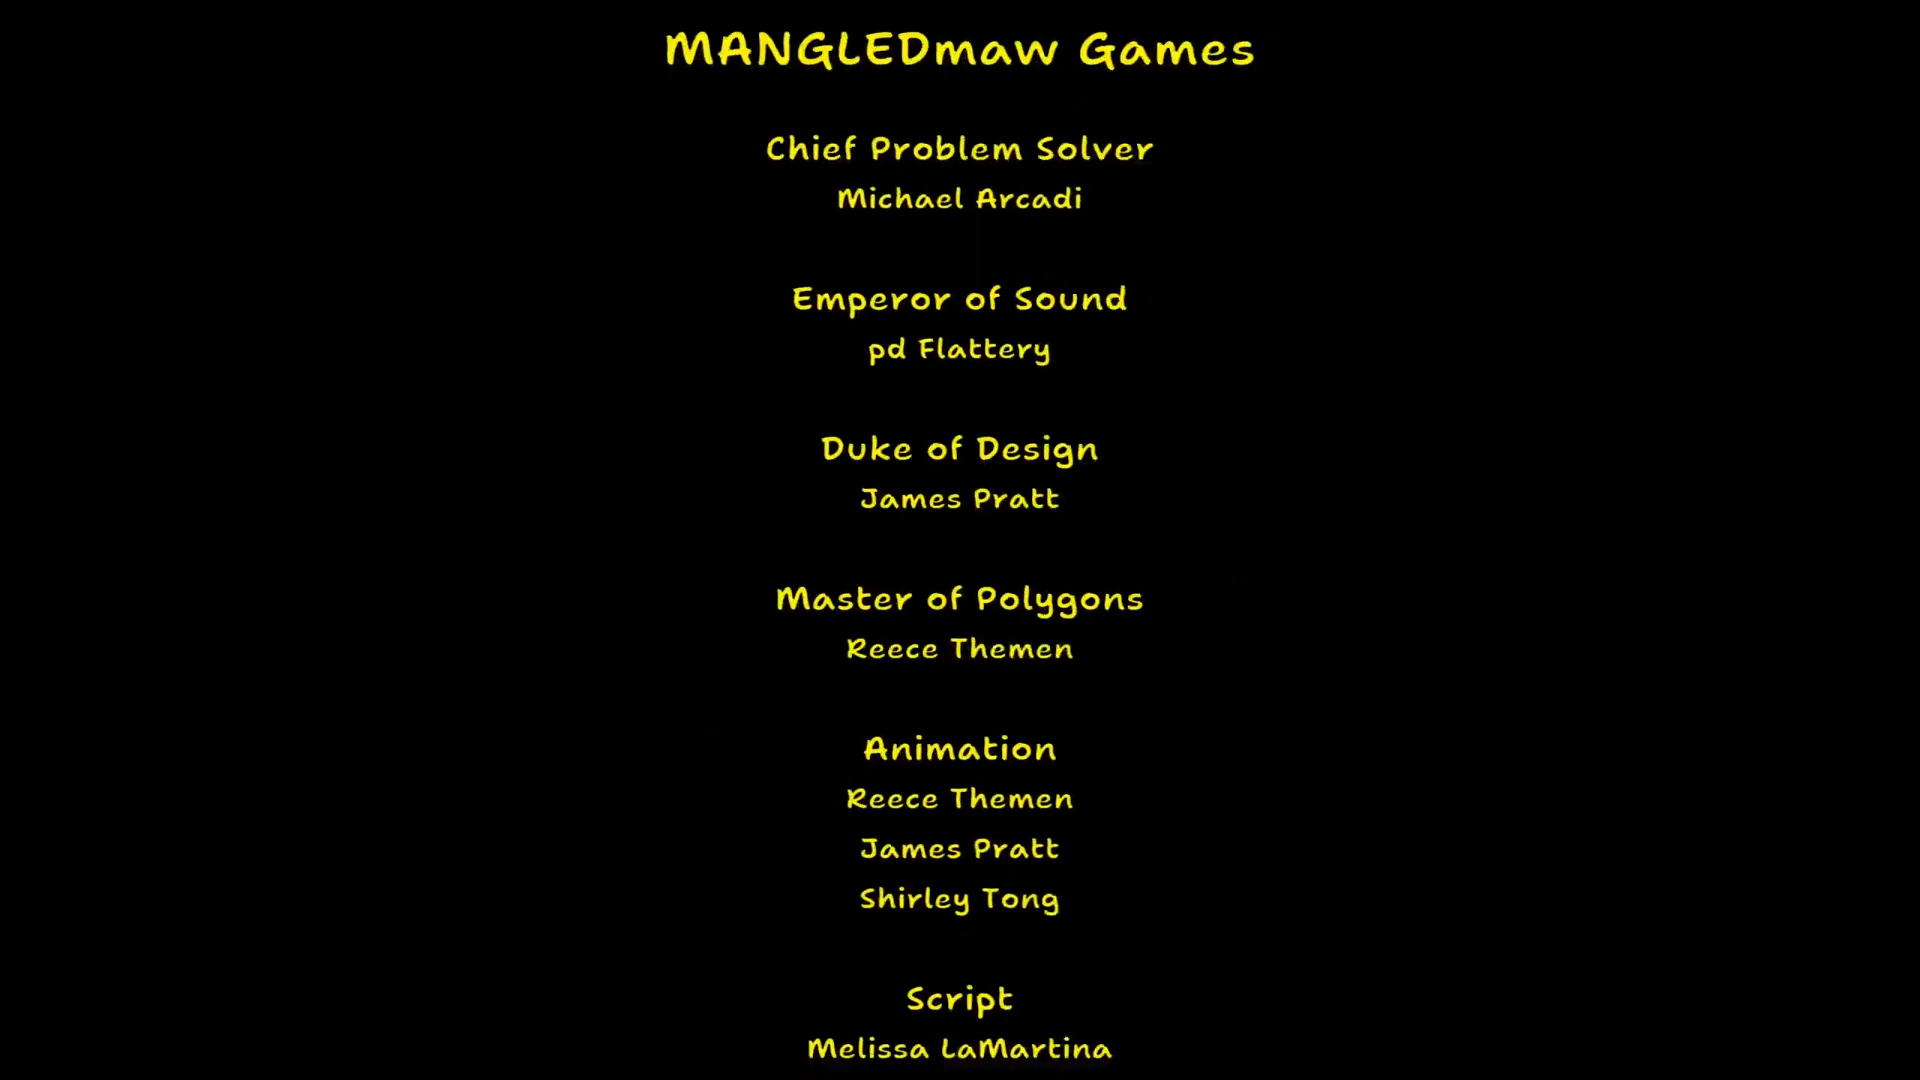 MANGLEDmaw Games
Chief Problem Solver
Michael Arcadi
Emperor of Sound
pd Flattery
Duke of Design
James Pratt
Master of Polygons
Reece Themen
Animation
Reece Themen
James Pratt
Shirley Tong
Script
Melissa LaMartina